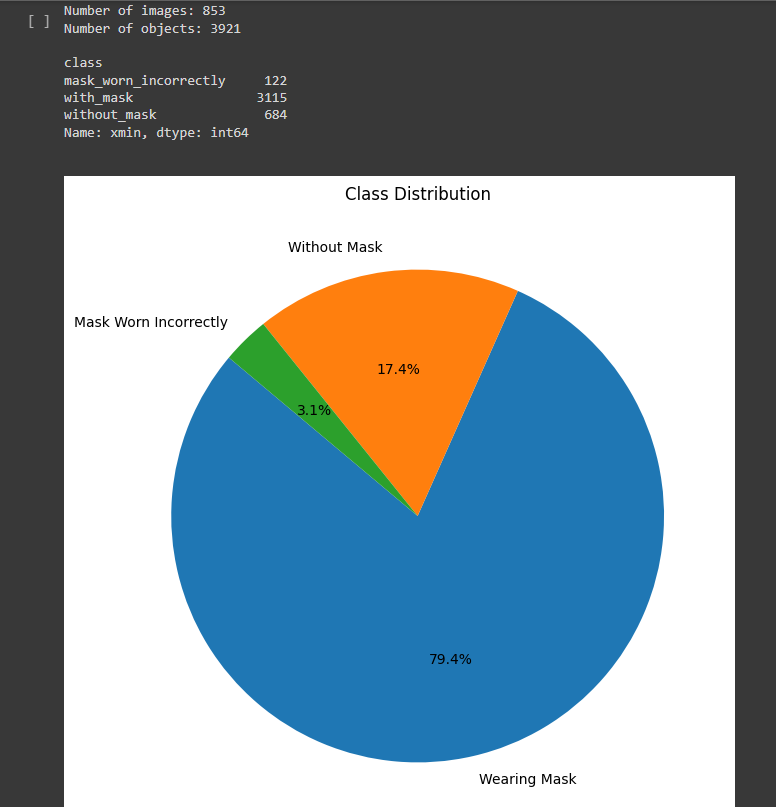 Number of images: 853
[ ]
Number of objects: 3921
class
mask_worn_incorrectly 122
with_mask 3115
without_mask 684
Name: xmin, dtype: int64
Class Distribution
Without Mask
Mask Worn Incorrectly
17.4%
3.1%
79.4%
Wearing Mask